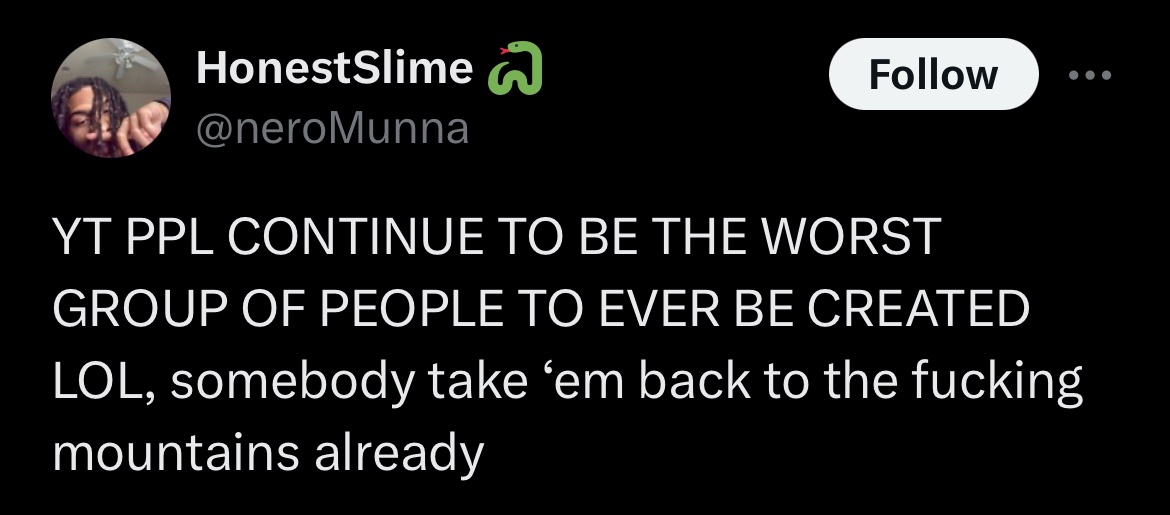 HonestSlime 🐍
@neroMunna
Follow
YT PPL CONTINUE TO BE THE WORST
GROUP OF PEOPLE TO EVER BE CREATED
LOL, somebody take ‘em back to the fucking
mountains already